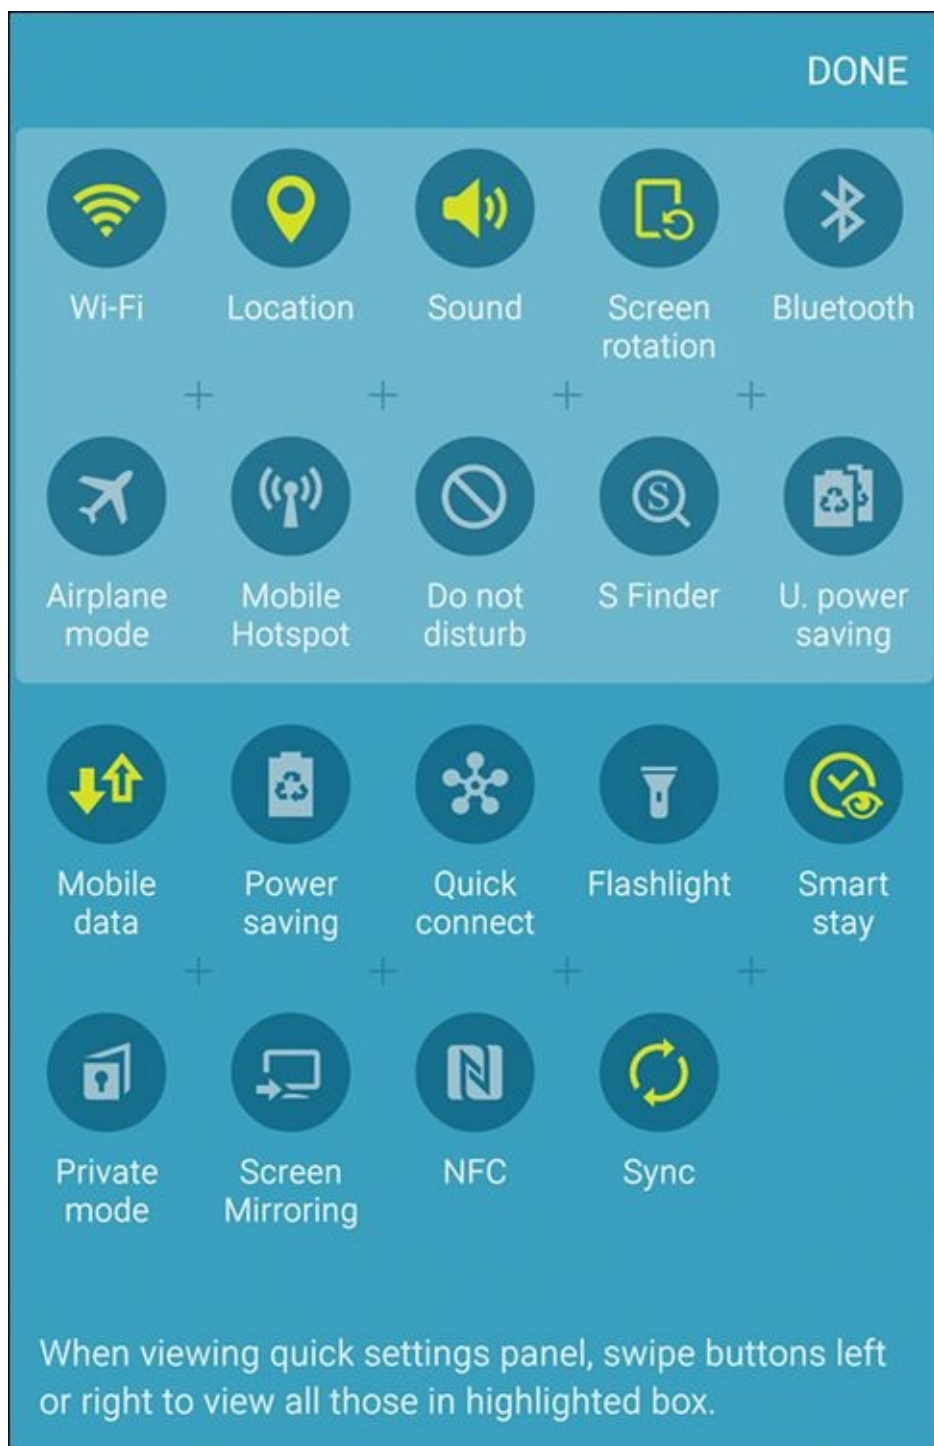 DONE
Wi-Fi
Location
Sound
Screen
rotation
Bluetooth
Airplane
mode
Mobile
Hotspot
Do not
disturb
S
S Finder
U. power
saving
Mobile
data
Power
saving
Quick
connect
Flashlight
Smart
stay
Private
mode
Screen
Mirroring
NFC
Sync
When viewing quick settings panel, swipe buttons left
or right to view all those in highlighted box.